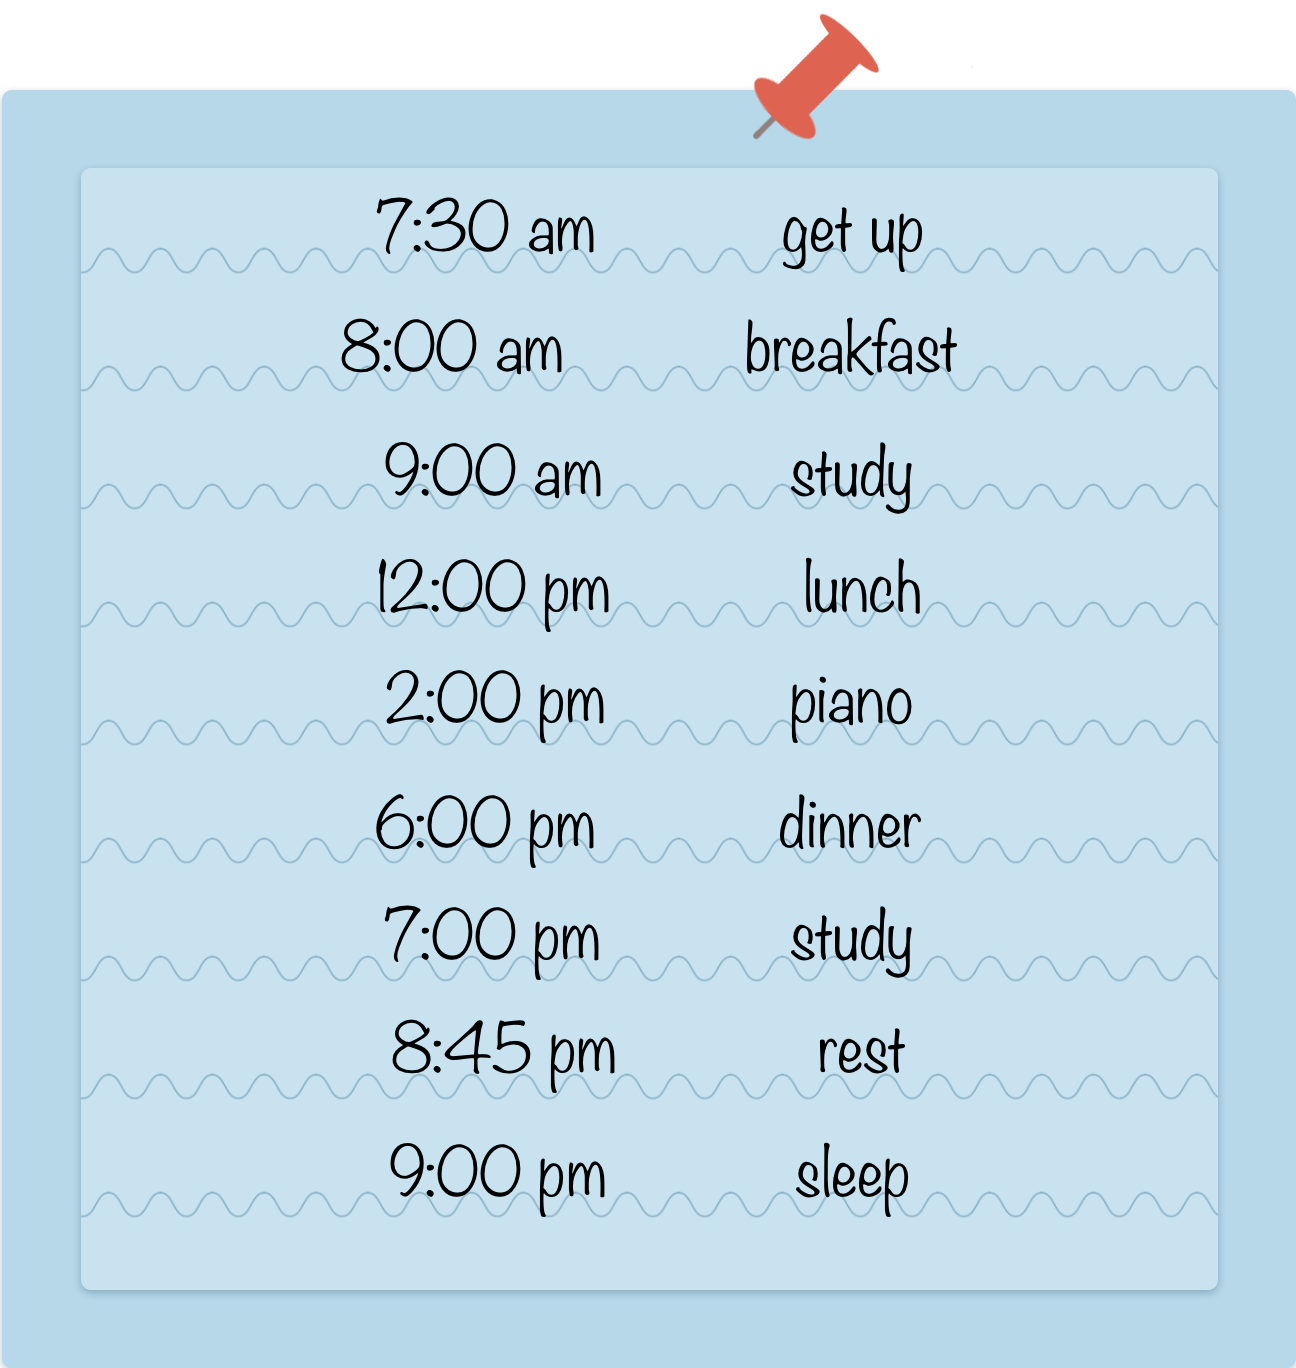 7:30 am get up
8:00 am breakfast
9:00 am study
12:00 pm lunch
2:00 pm piano
6:00 pm dinner
7:00 pm study
8:45 pm rest
9:00 pm sleep